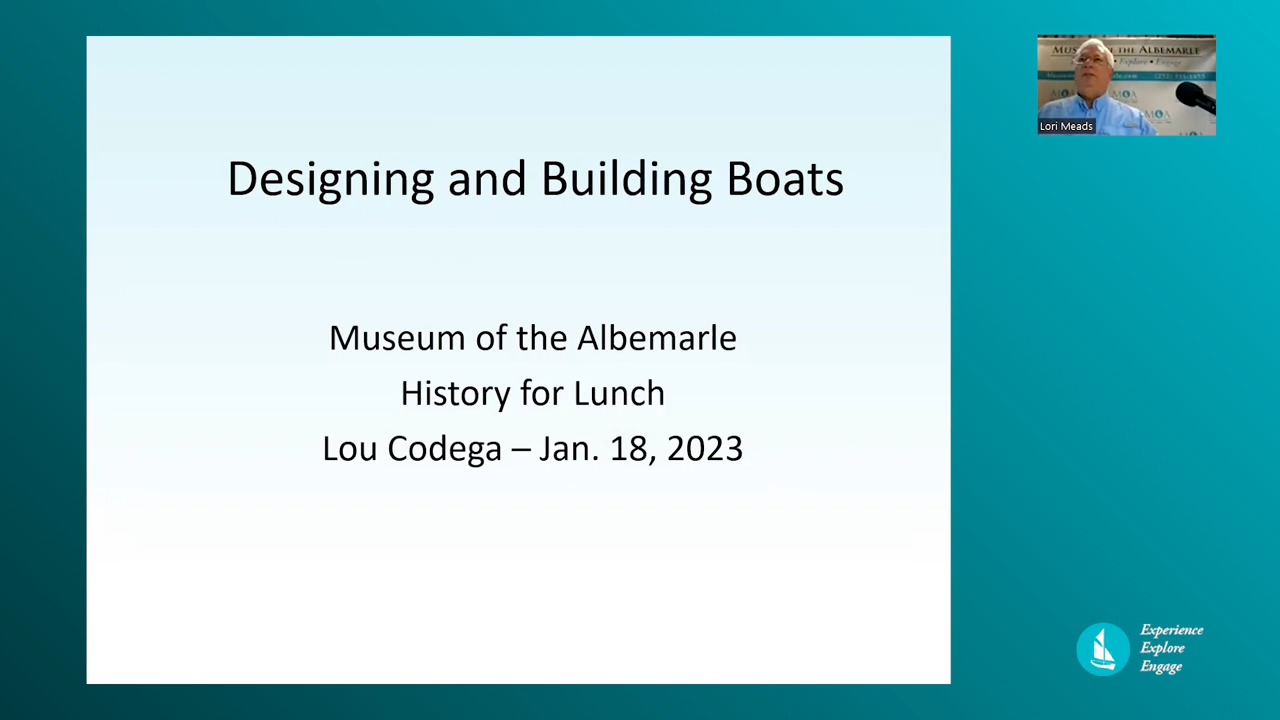 Designing and Building Boats
Museum of the Albemarle
History for Lunch
Lou Codega – Jan. 18, 2023
Lori Meads
Experience
Explore
Engage